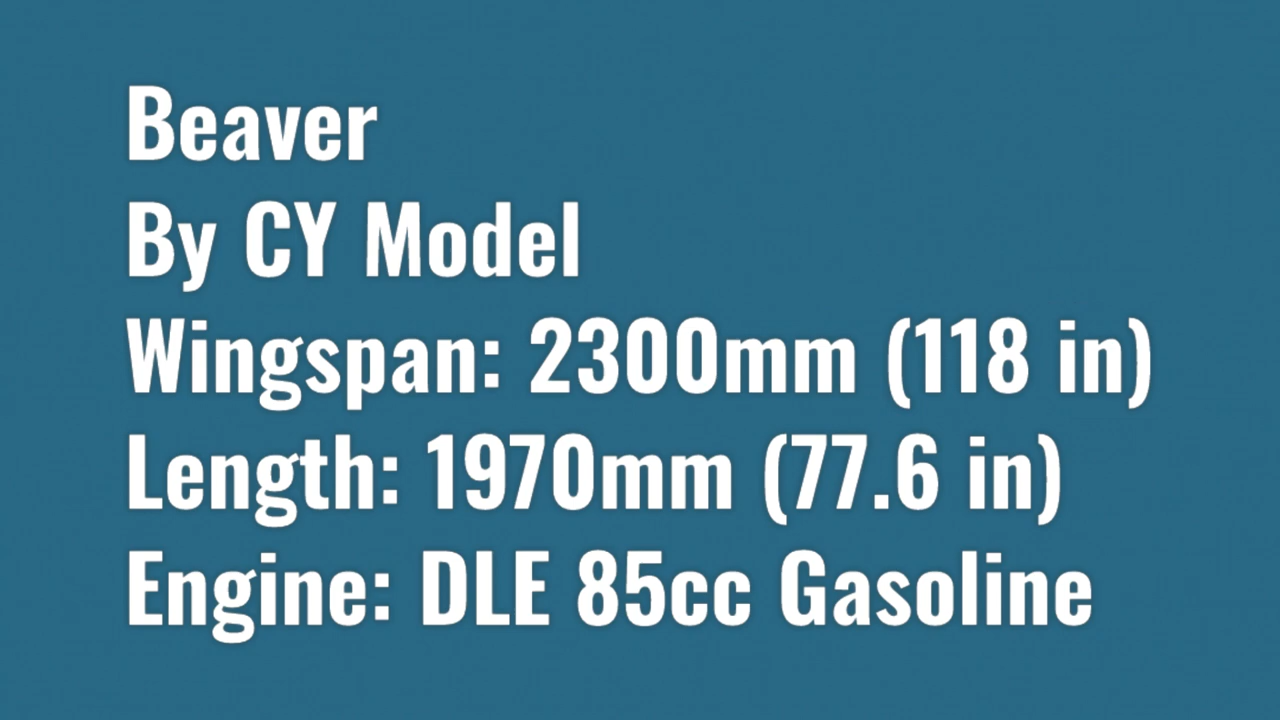 Beaver
By CY Model
Wingspan: 2300mm (118 in)
Length: 1970mm (77.6 in)
Engine: DLE 85cc Gasoline